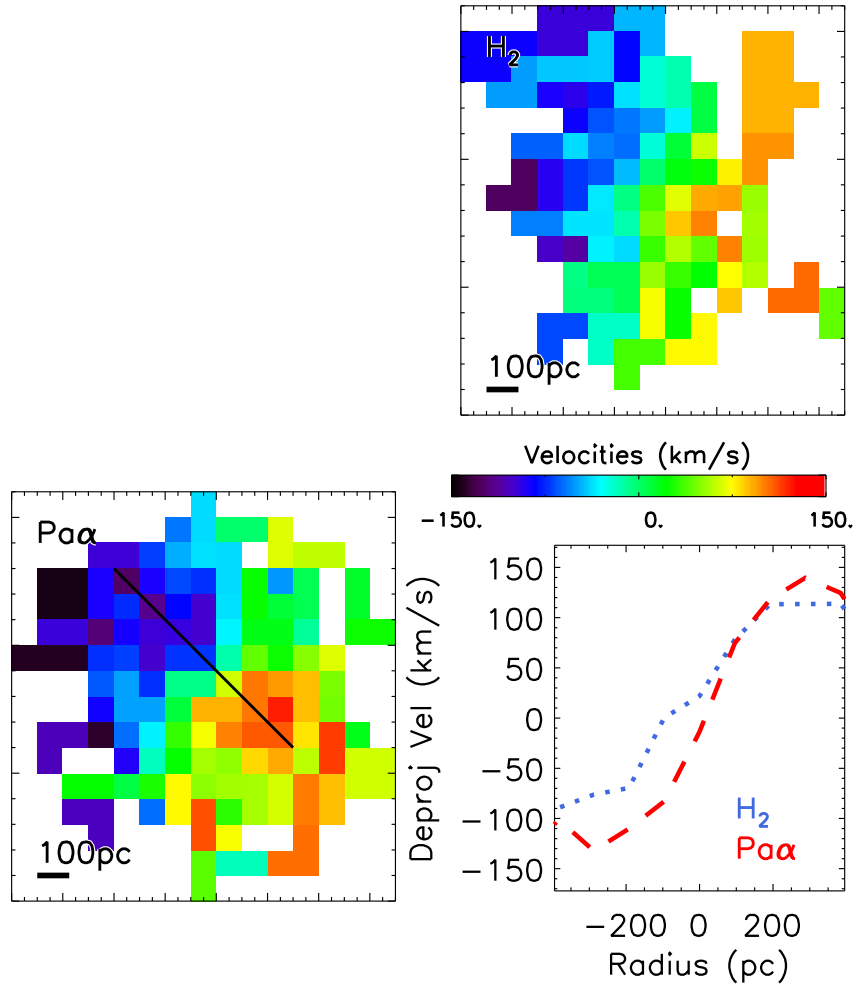 H₂
100pc
Velocities (km/s)
-150. 0. 150.
Paα
100pc
Deproj Vel (km/s)
150
100
50
0
−50
−100
−150
H₂
Paα
−200 0 200
Radius (pc)